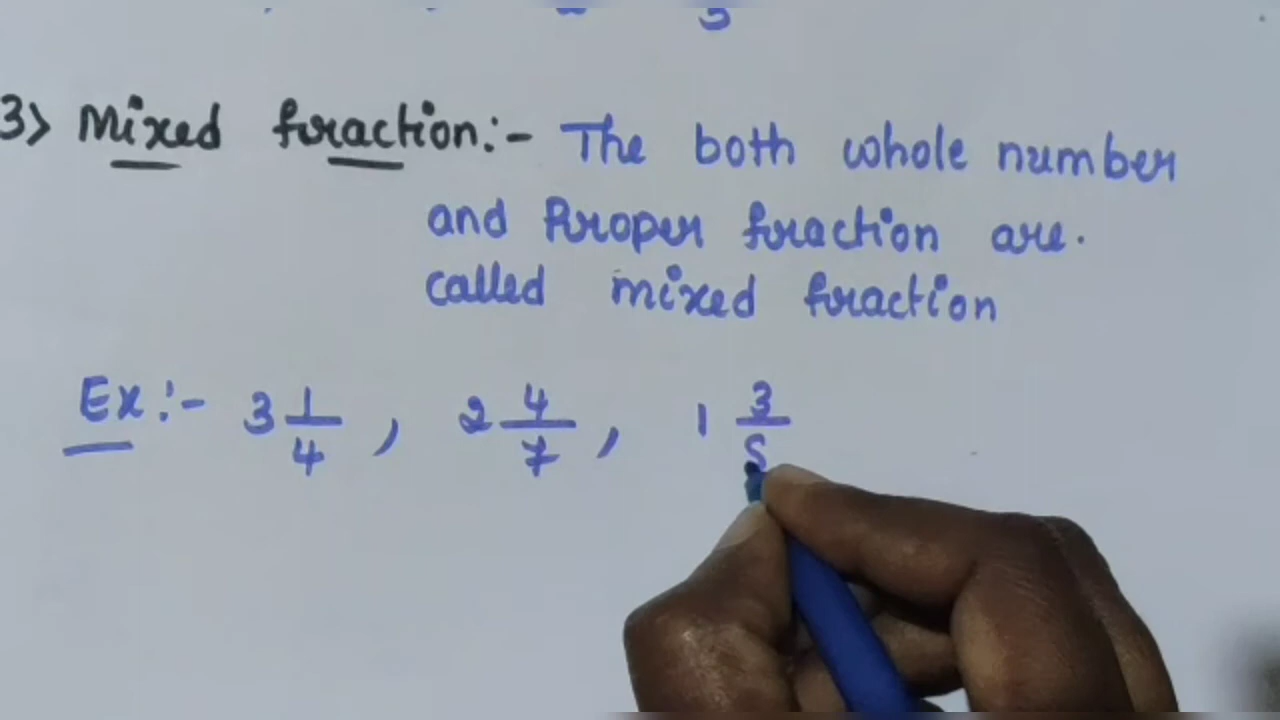 3> Mixed fraction:- The both whole number
and Proper fraction are.
called mixed fraction
Ex:- 3 1/4 , 2 4/7 , 1 3/